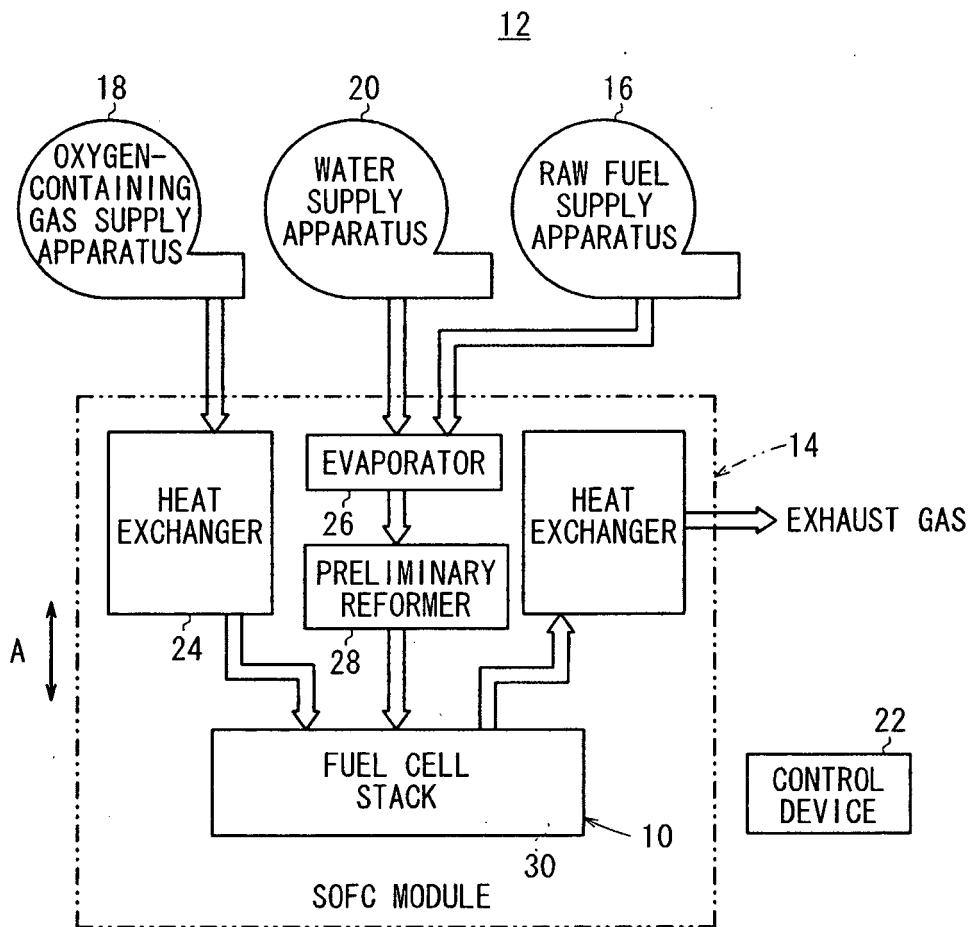 12
18
20
16
OXYGEN-
CONTAINING
GAS SUPPLY
APPARATUS
WATER
SUPPLY
APPARATUS
RAW FUEL
SUPPLY
APPARATUS
14
HEAT
EXCHANGER
EVAPORATOR
26
HEAT
EXCHANGER
EXHAUST GAS
PRELIMINARY
REFORMER
A
24
28
22
FUEL CELL
STACK
CONTROL
DEVICE
30
10
SOFC MODULE